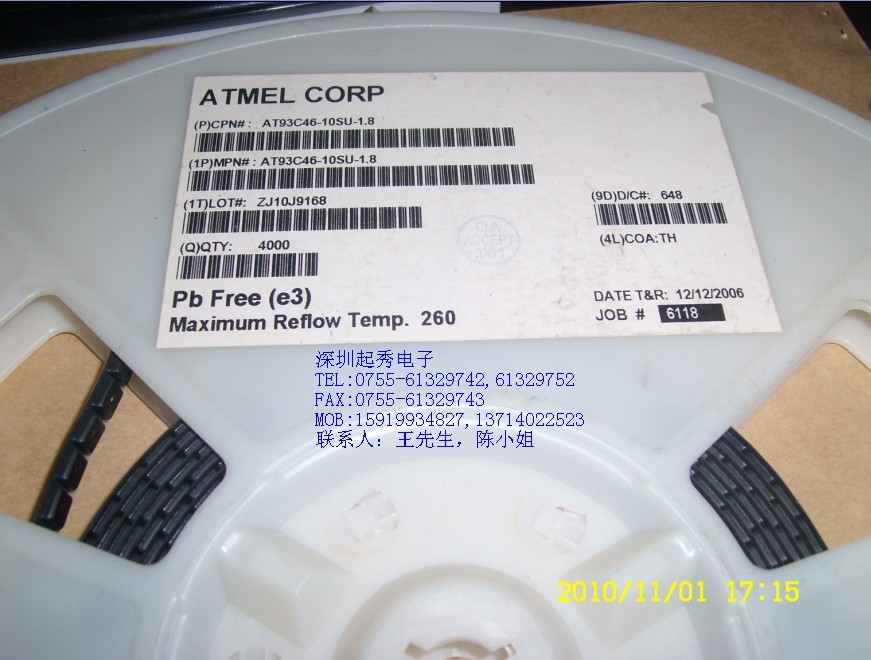 ATMEL CORP
(P)CPN# : AT93C46-10SU-1.8
(1P)MPN# : AT93C46-10SU-1.8
(1T)LOT#: ZJ10J9168
(Q)QTY: 4000
(9D)D/C#: 648
(4L)COA:TH
CIA
ACCEPT
Pb Free (e3)
Maximum Reflow Temp. 260
DATE T&R: 12/12/2006
JOB # 6118
深圳起秀电子
TEL:0755-61329742,61329752
FAX:0755-61329743
MOB:15919934827,13714022523
联系人：王先生，陈小姐
2010/11/01 17:15